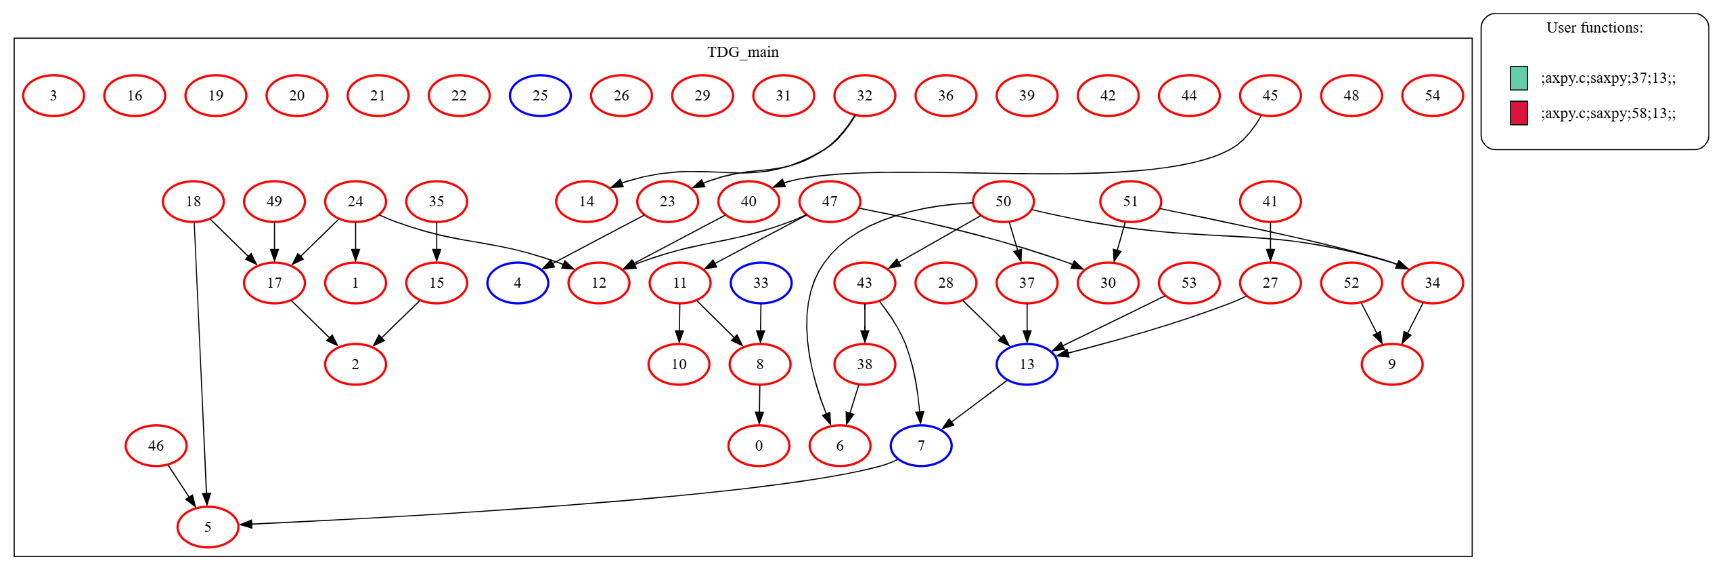 TDG_main
User functions:
3 16 19 20 21 22 25 26 29 31 32 36 39 42 44 45 48 54
;axpy.c;saxpy;37;13;;
;axpy.c;saxpy;58;13;;
18 49 24 35 14 23 40 47 50 51 41
17 1 15 4 12 11 33 43 28 37 30 53 27 52 34
2 10 8 38 13 9
46 0 6 7
5